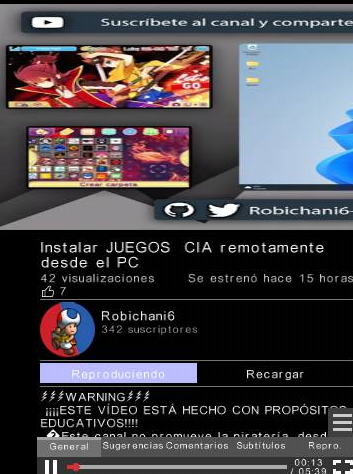 Suscríbete al canal y comparte
Let's
GO
Crear carpeta
Robichani6-
Instalar JUEGOS CIA remotamente
desde el PC
42 visualizaciones Se estrenó hace 15 horas
7
Robichani6
342 suscriptores
Reproduciendo Recargar
⚡⚡⚡WARNING⚡⚡⚡
¡¡¡¡ESTE VÍDEO ESTÁ HECHO CON PROPÓSITOS
EDUCATIVOS!!!!
�Este canal no promueve la piratería, desd
General Sugerencias Comentarios Subtítulos Repro.
00:13
/ 05:39